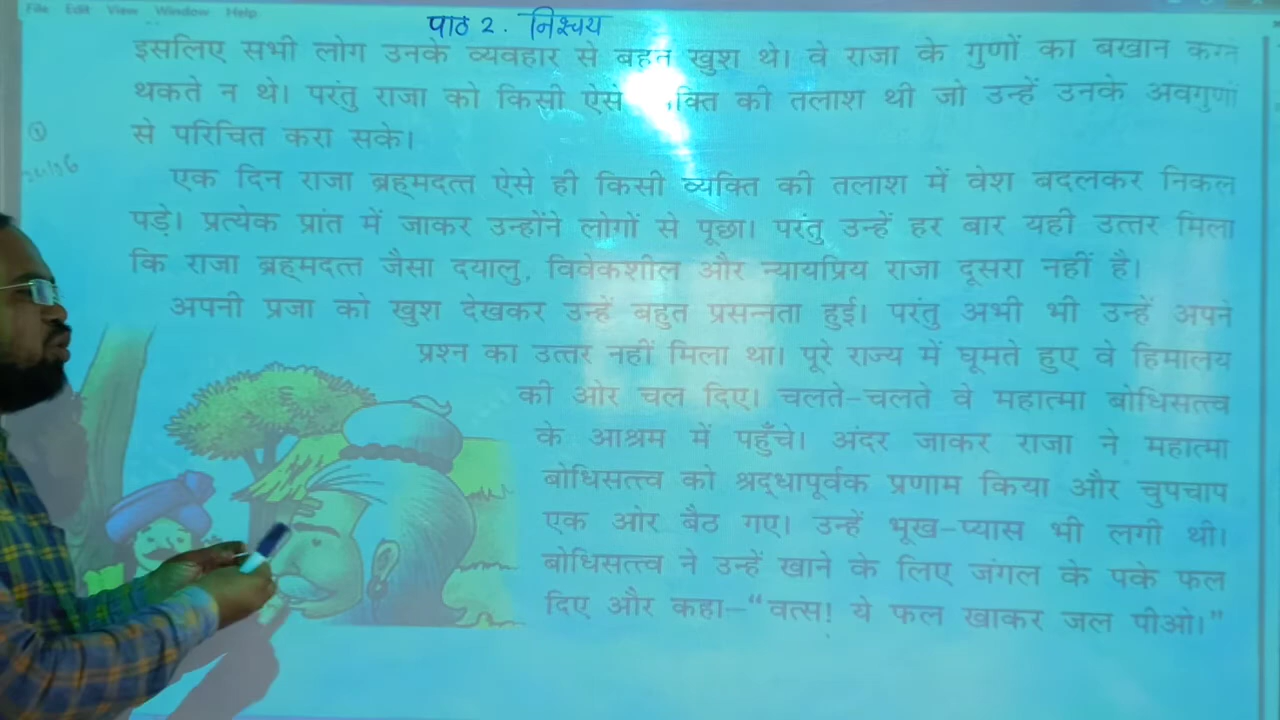 File Edit View Window Help
पाठ 2. निश्चय
इसलिए सभी लोग उनके व्यवहार से बहुत खुश थे। वे राजा के गुणों का बखान करते
थकते न थे। परंतु राजा को किसी ऐसे की तलाश थी जो उन्हें उनके अवगुणों
से परिचित करा सके।
एक दिन राजा ब्रह्मदत्त ऐसे ही किसी व्यक्ति की तलाश में वेश बदलकर निकल
पड़े। प्रत्येक प्रांत में जाकर उन्होंने लोगों से पूछा। परंतु उन्हें हर बार यही उत्तर मिला
कि राजा ब्रह्मदत्त जैसा दयालु, विवेकशील और न्यायप्रिय राजा दूसरा नहीं है।
अपनी प्रजा को खुश देखकर उन्हें बहुत प्रसन्नता हुई। परंतु अभी भी उन्हें अपने
प्रश्न का उत्तर नहीं मिला था। पूरे राज्य में घूमते हुए वे हिमालय
की ओर चल दिए। चलते-चलते वे महात्मा बोधिसत्त्व
के आश्रम में पहुँचे। अंदर जाकर राजा ने महात्मा
बोधिसत्त्व को श्रद्धापूर्वक प्रणाम किया और चुपचाप
एक ओर बैठ गए। उन्हें भूख-प्यास भी लगी थी।
बोधिसत्त्व ने उन्हें खाने के लिए जंगल के पके फल
दिए और कहा-"वत्स! ये फल खाकर जल पीओ।"